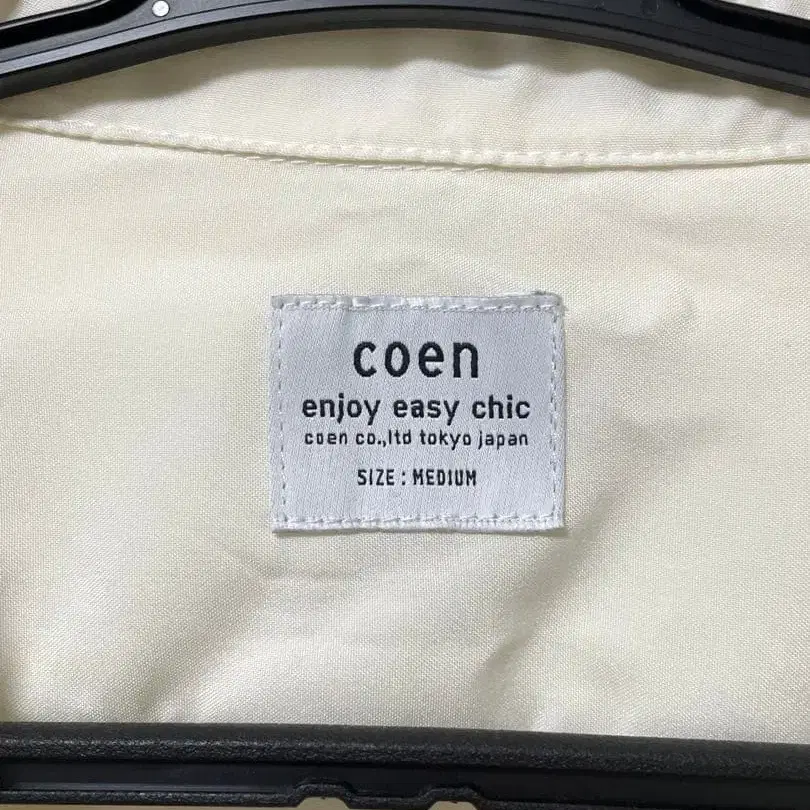 coen
enjoy easy chic
coen co.,ltd tokyo japan
SIZE : MEDIUM